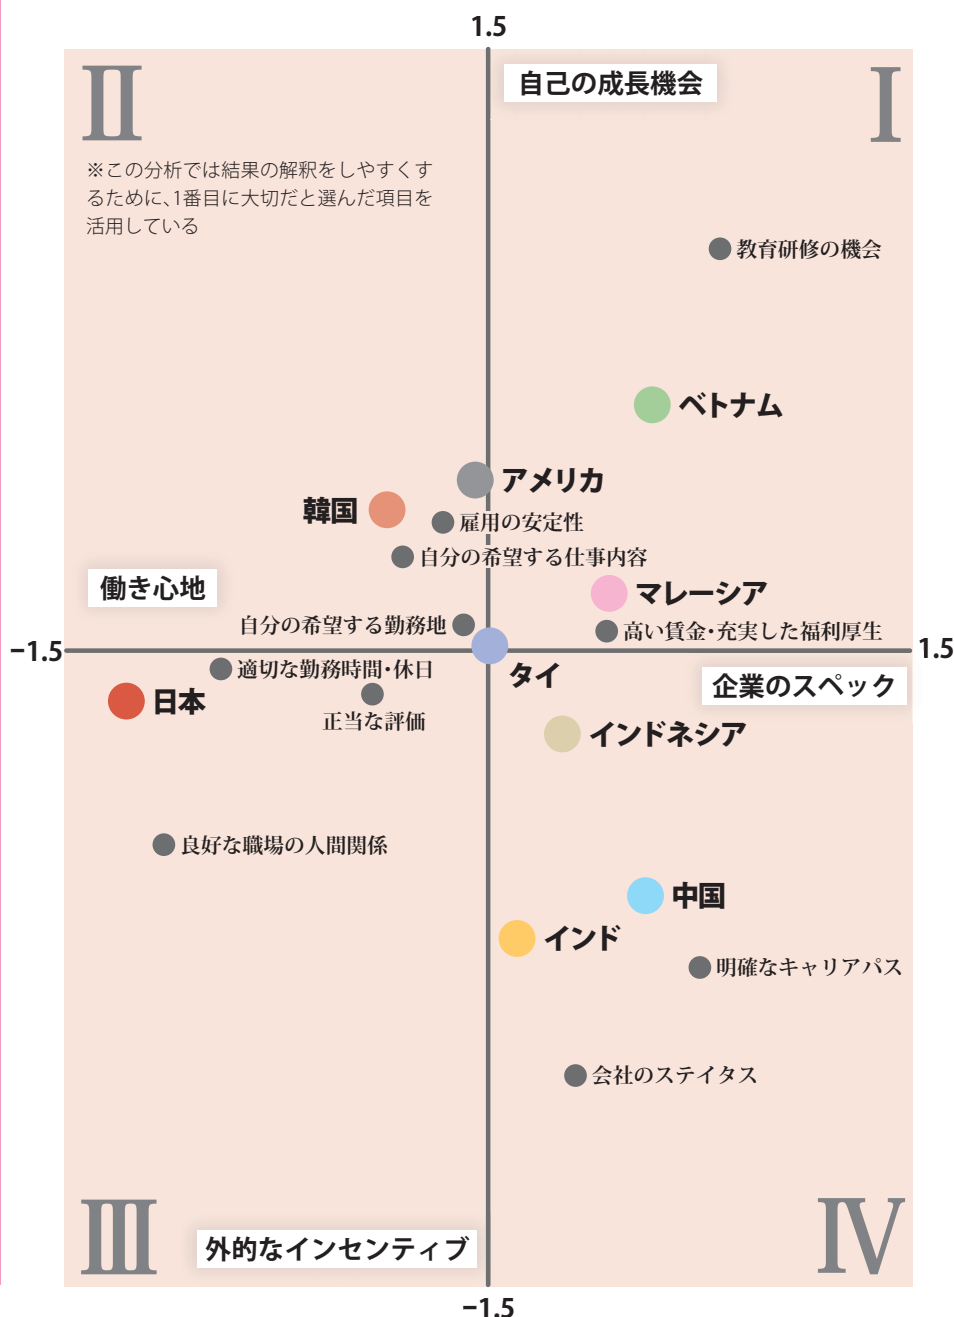 1.5
自己の成長機会
II
I
※この分析では結果の解釈をしやすくす
るために、1番目に大切だと選んだ項目を
活用している
教育研修の機会
ベトナム
アメリカ
韓国
雇用の安定性
自分の希望する仕事内容
働き心地
マレーシア
自分の希望する勤務地
高い賃金・充実した福利厚生
−1.5
1.5
適切な勤務時間・休日
タイ
企業のスペック
日本
正当な評価
インドネシア
良好な職場の人間関係
中国
インド
明確なキャリアパス
会社のステイタス
III
外的なインセンティブ
IV
−1.5